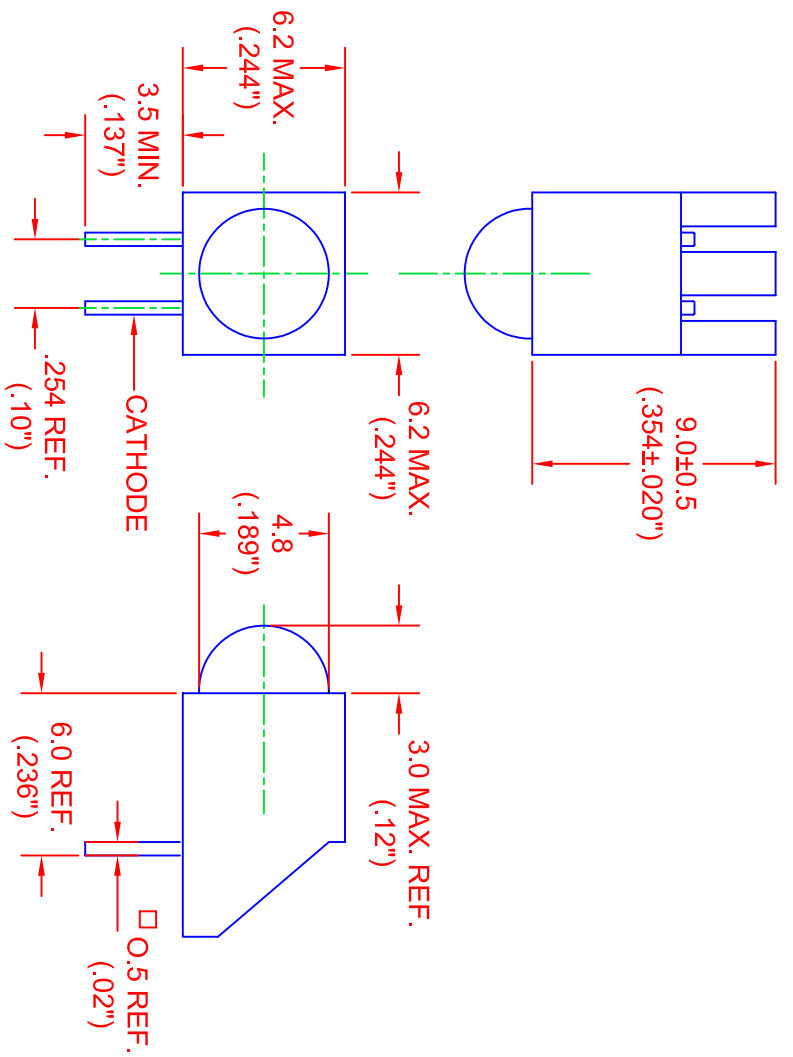 6.2 MAX.
(.244")
3.5 MIN.
(.137")
.254 REF.
(.10")
CATHODE
6.2 MAX.
(.244")
9.0±0.5
(.354±.020")
4.8
(.189")
3.0 MAX. REF.
(.12")
6.0 REF.
(.236")
□ O.5 REF.
(.02")